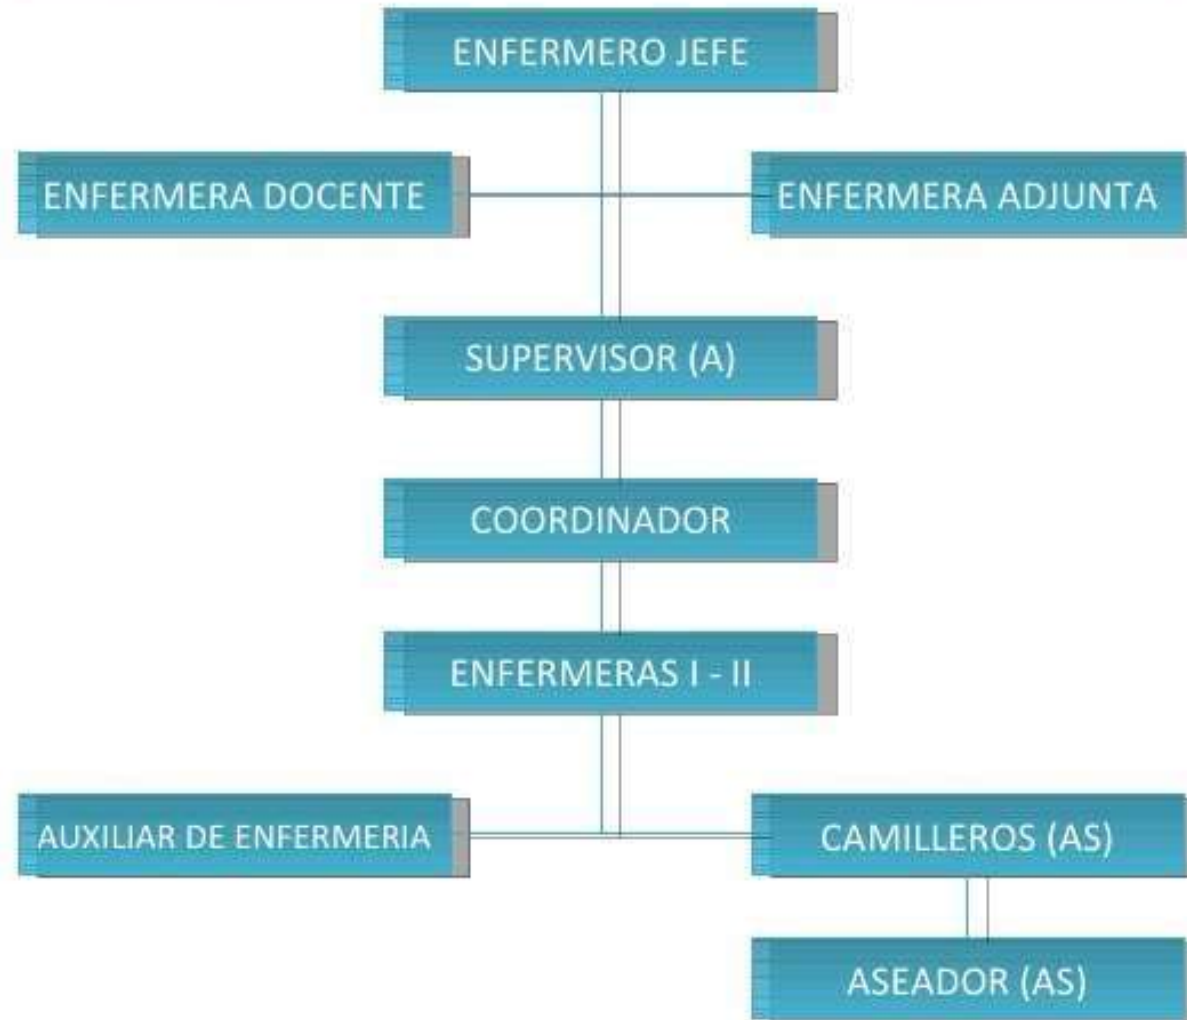 ENFERMERO JEFE
ENFERMERA DOCENTE
ENFERMERA ADJUNTA
SUPERVISOR (A)
COORDINADOR
ENFERMERAS I - II
AUXILIAR DE ENFERMERIA
CAMILLEROS (AS)
ASEADOR (AS)